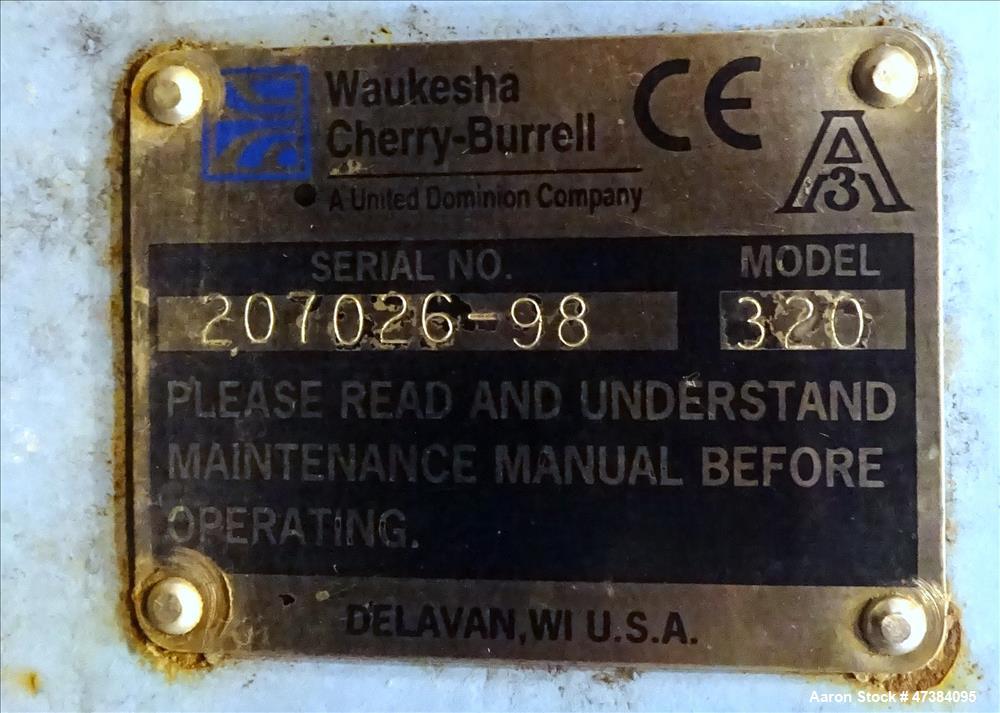 Waukesha
Cherry-Burrell
A United Dominion Company
CE
A
3
SERIAL NO. MODEL
207026-98 320
PLEASE READ AND UNDERSTAND
MAINTENANCE MANUAL BEFORE
OPERATING.
DELAVAN, WI U.S.A.
Aaron Stock # 47384095